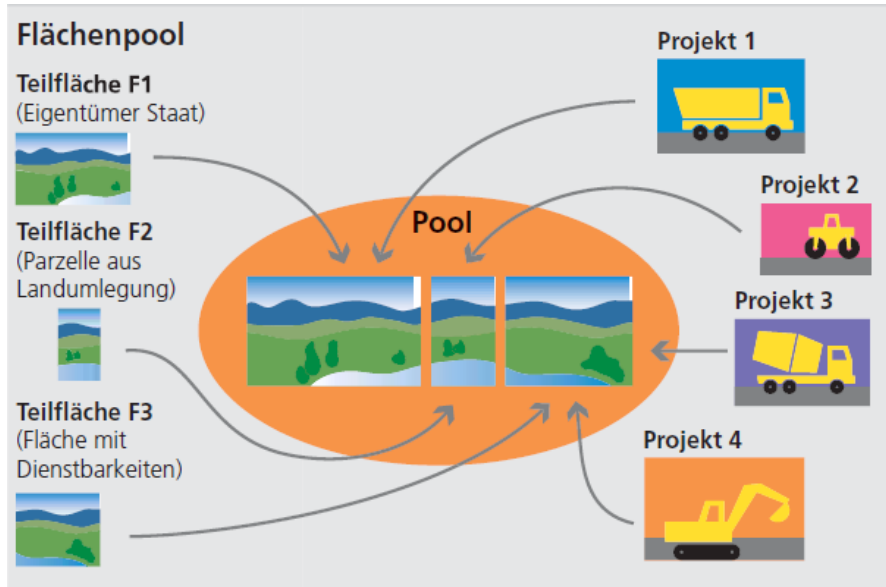 Flächenpool
Teilfläche F1
(Eigentümer Staat)
Teilfläche F2
(Parzelle aus
Landumlegung)
Teilfläche F3
(Fläche mit
Dienstbarkeiten)
Pool
Projekt 1
Projekt 2
Projekt 3
Projekt 4